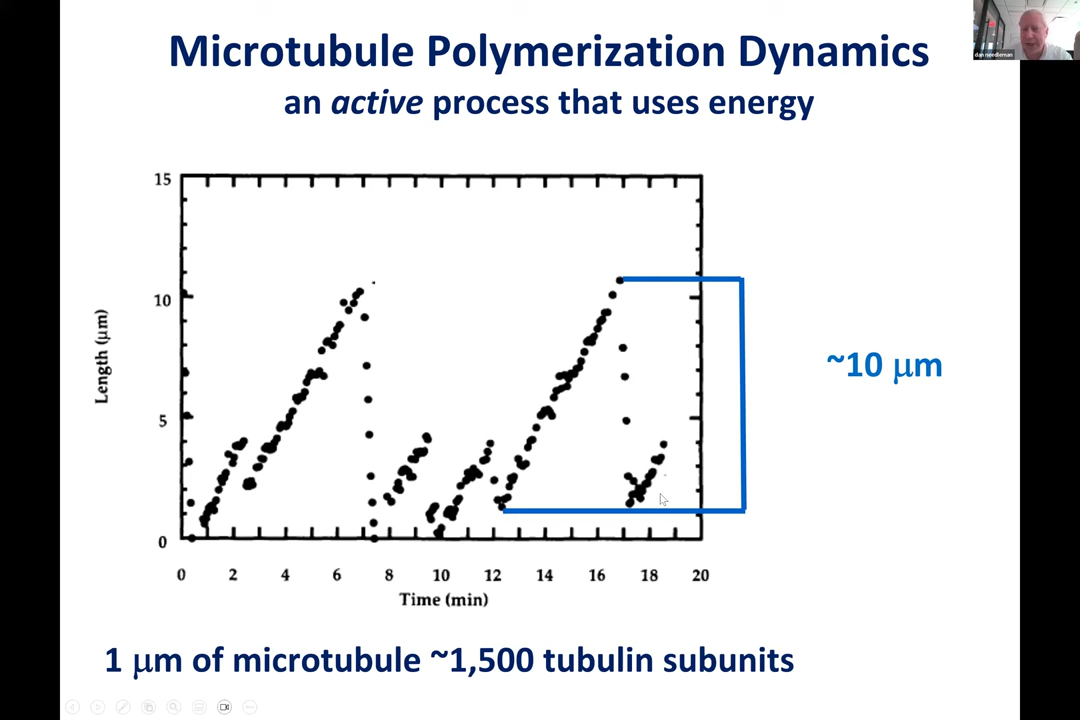 Microtubule Polymerization Dynamics
an active process that uses energy
dan needleman
15
10
5
0
Length (μm)
0 2 4 6 8 10 12 14 16 18 20
Time (min)
~10 μm
1 μm of microtubule ~1,500 tubulin subunits